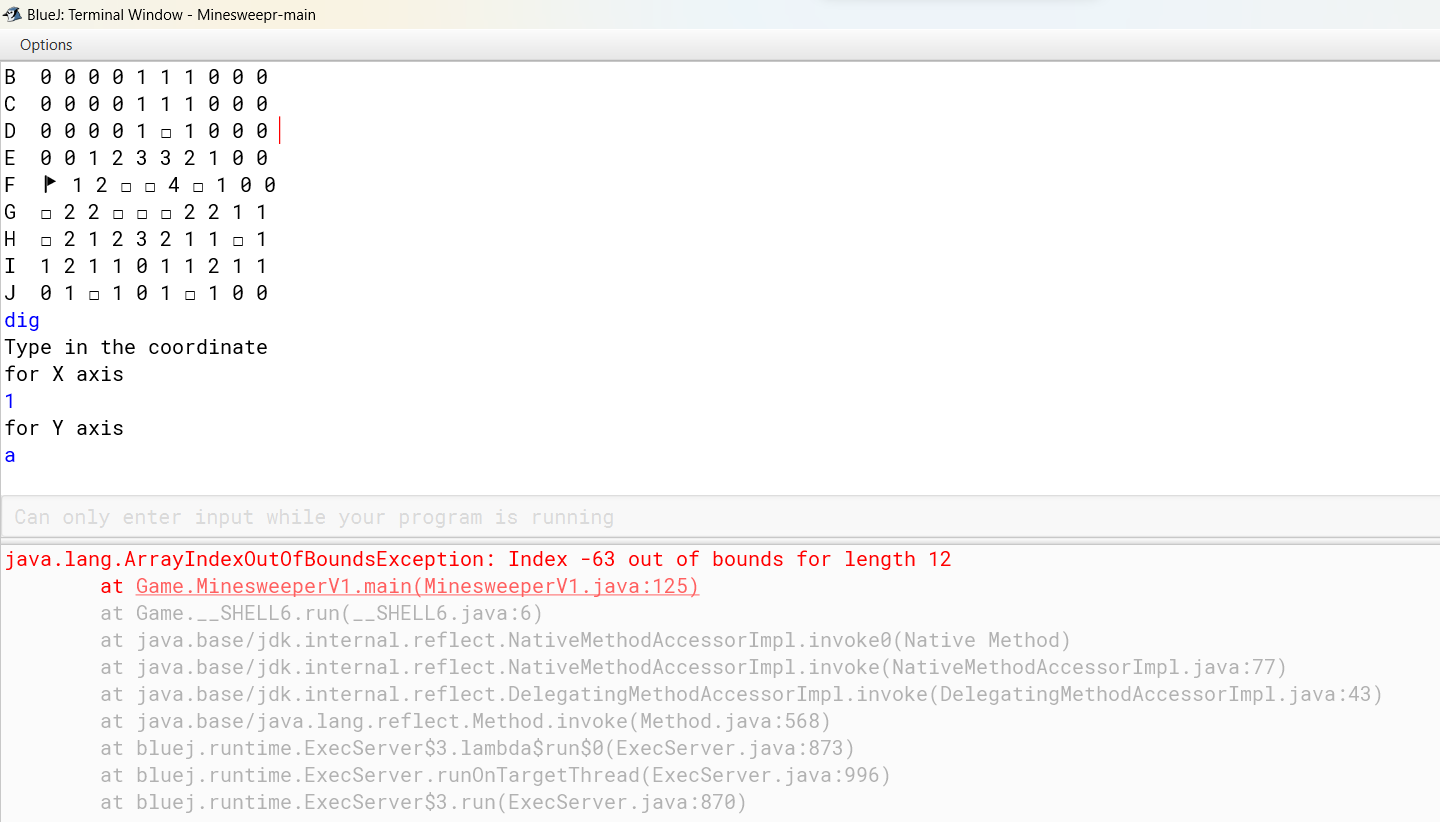 BlueJ: Terminal Window - Minesweepr-main
Options
B 0 0 0 0 1 1 1 0 0 0
C 0 0 0 0 1 1 1 0 0 0
D 0 0 0 0 1 □ 1 0 0 0
E 0 0 1 2 3 3 2 1 0 0
F ⚑ 1 2 □ □ 4 □ 1 0 0
G □ 2 2 □ □ □ 2 2 1 1
H □ 2 1 2 3 2 1 1 □ 1
I 1 2 1 1 0 1 1 2 1 1
J 0 1 □ 1 0 1 □ 1 0 0
dig
Type in the coordinate
for X axis
1
for Y axis
a
Can only enter input while your program is running
java.lang.ArrayIndexOutOfBoundsException: Index -63 out of bounds for length 12
at Game.MinesweeperV1.main(MinesweeperV1.java:125)
at Game.__SHELL6.run(__SHELL6.java:6)
at java.base/jdk.internal.reflect.NativeMethodAccessorImpl.invoke0(Native Method)
at java.base/jdk.internal.reflect.NativeMethodAccessorImpl.invoke(NativeMethodAccessorImpl.java:77)
at java.base/jdk.internal.reflect.DelegatingMethodAccessorImpl.invoke(DelegatingMethodAccessorImpl.java:43)
at java.base/java.lang.reflect.Method.invoke(Method.java:568)
at bluej.runtime.ExecServer$3.lambda$run$0(ExecServer.java:873)
at bluej.runtime.ExecServer.runOnTargetThread(ExecServer.java:996)
at bluej.runtime.ExecServer$3.run(ExecServer.java:870)